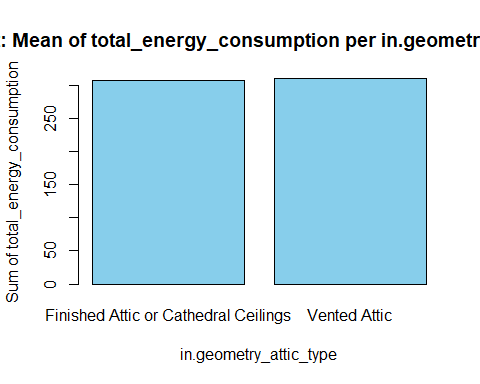 : Mean of total_energy_consumption per in.geometr
Sum of total_energy_consumption
250
150
50
0
Finished Attic or Cathedral Ceilings Vented Attic
in.geometry_attic_type